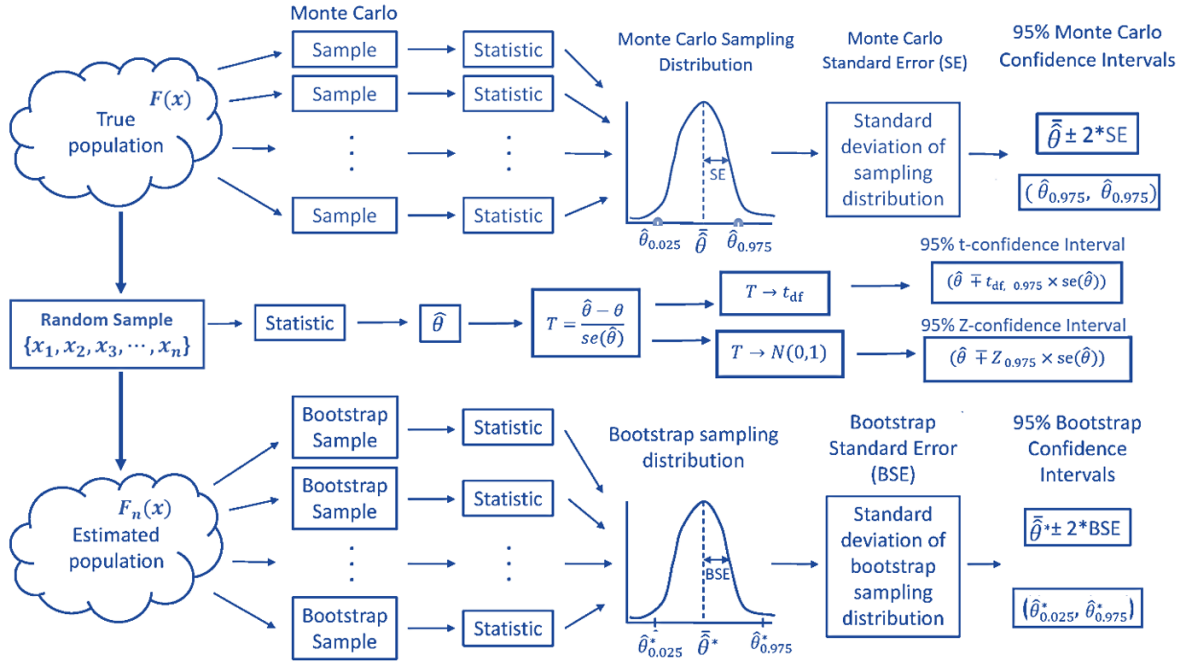 Monte Carlo
Sample
Statistic
Sample
Statistic
⋮
⋮
Sample
Statistic
F(x)
True
population
Monte Carlo Sampling
Distribution
SE
θ̂0.025
θ̂̄
θ̂0.975
Monte Carlo
Standard Error (SE)
Standard
deviation of
sampling
distribution
95% Monte Carlo
Confidence Intervals
θ̂̄ ± 2*SE
(θ̂0.975, θ̂0.975)
Random Sample
{x1, x2, x3, ⋯, xn}
Statistic
θ̂
T = (θ̂ − θ) / se(θ̂)
T → tdf
T → N(0,1)
95% t-confidence Interval
(θ̂ ∓ tdf, 0.975 × se(θ̂))
95% Z-confidence Interval
(θ̂ ∓ Z0.975 × se(θ̂))
Fn(x)
Estimated
population
Bootstrap
Sample
Statistic
Bootstrap
Sample
Statistic
⋮
⋮
Bootstrap
Sample
Statistic
Bootstrap sampling
distribution
BSE
θ̂*0.025
θ̂̄*
θ̂*0.975
Bootstrap
Standard Error
(BSE)
Standard
deviation of
bootstrap
sampling
distribution
95% Bootstrap
Confidence
Intervals
θ̂̄* ± 2*BSE
(θ̂*0.025, θ̂*0.975)